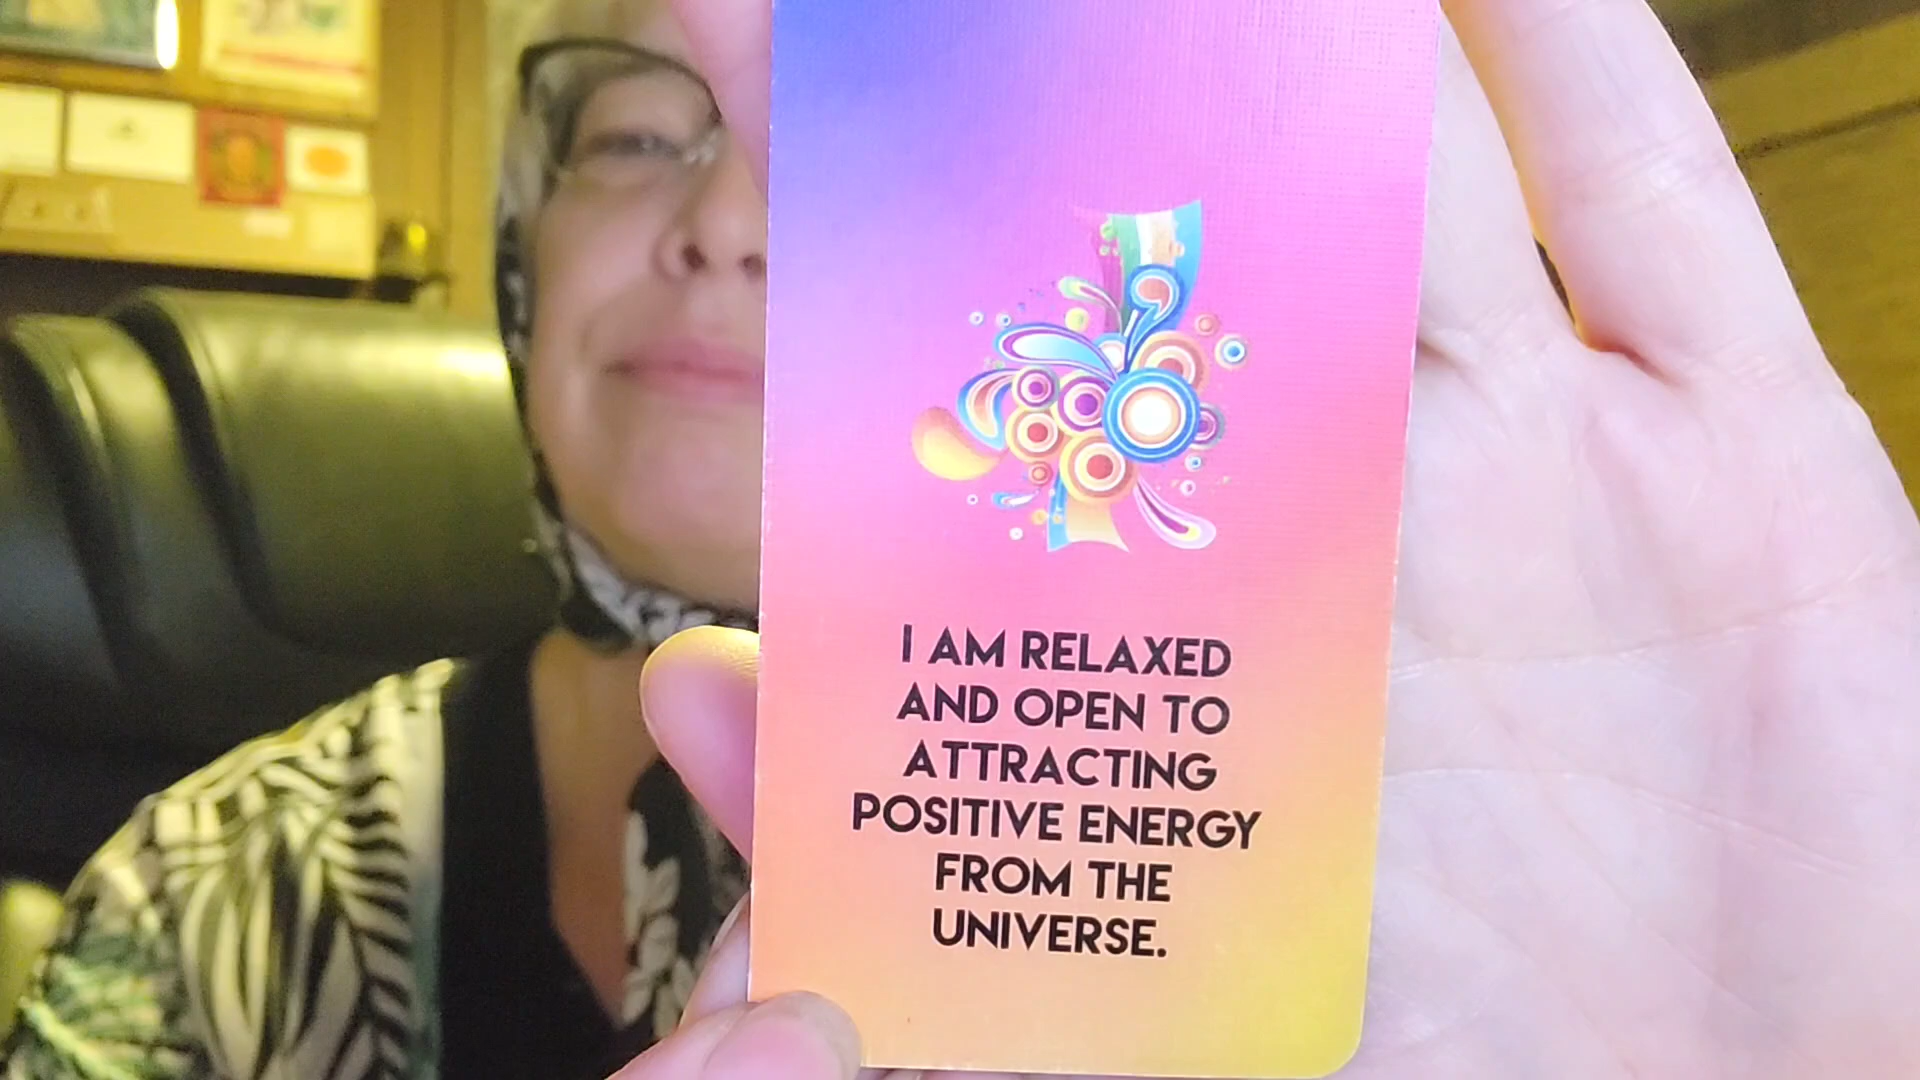 I AM RELAXED
AND OPEN TO
ATTRACTING
POSITIVE ENERGY
FROM THE
UNIVERSE.